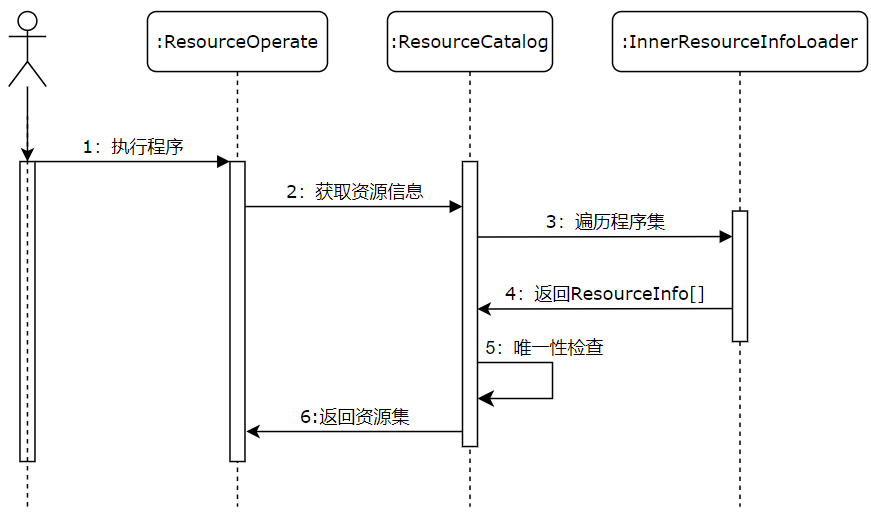 :ResourceOperate
:ResourceCatalog
:InnerResourceInfoLoader
1：执行程序
2：获取资源信息
3：遍历程序集
4：返回ResourceInfo[]
5：唯一性检查
6:返回资源集